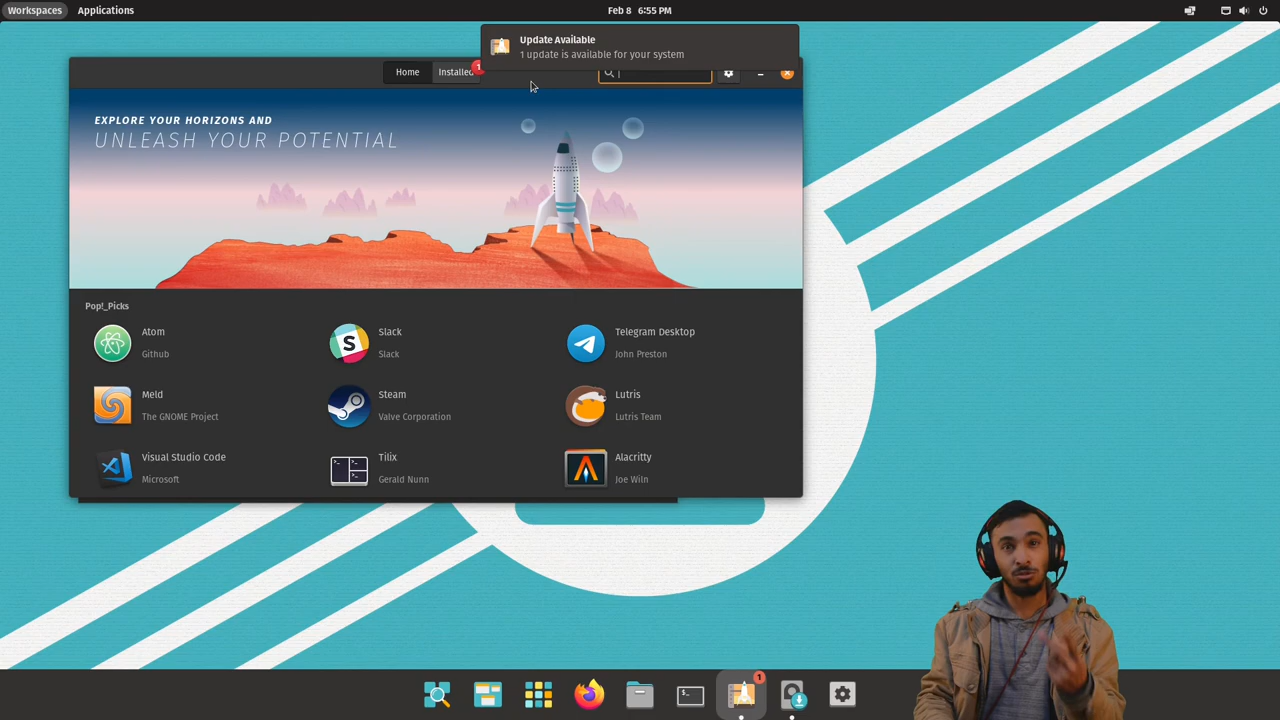 Workspaces
Applications
Feb 8 6:55 PM
Update Available
1 update is available for your system
Home
Installed
1
EXPLORE YOUR HORIZONS AND
UNLEASH YOUR POTENTIAL
Pop!_Picks
Atom
Github
Slack
Slack
Telegram Desktop
John Preston
Meld
The GNOME Project
Steam
Valve Corporation
Lutris
Lutris Team
Visual Studio Code
Microsoft
Tilix
Gerald Nunn
Alacritty
Joe Wiln
1